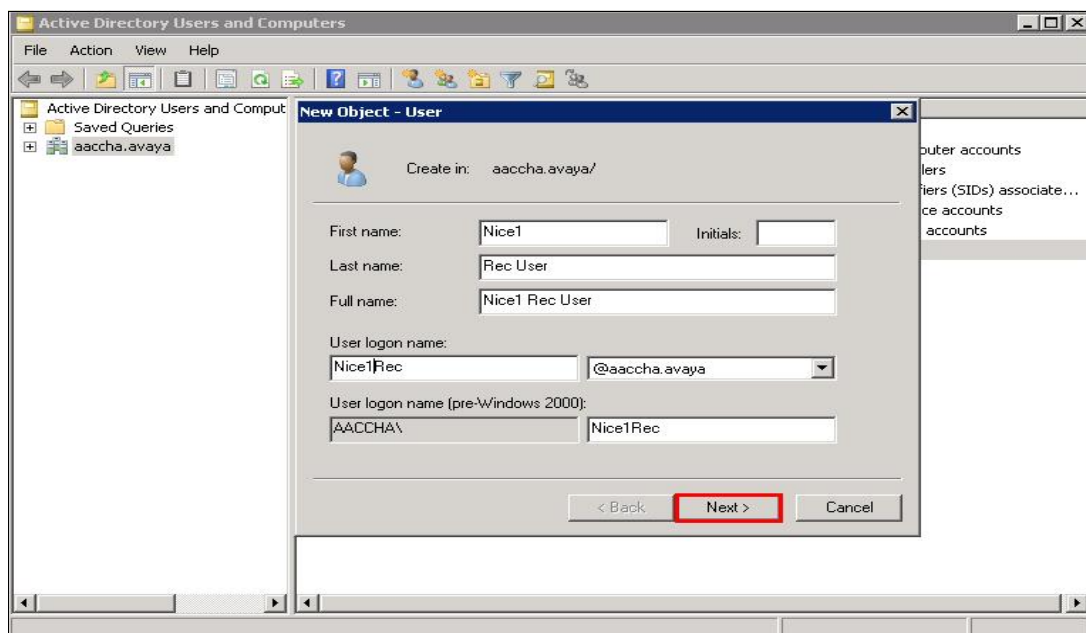 Active Directory Users and Computers
File Action View Help
Active Directory Users and Comput
Saved Queries
aaccha.avaya
New Object - User
Create in: aaccha.avaya/
First name: Nice1 Initials:
Last name: Rec User
Full name: Nice1 Rec User
User logon name:
Nice1Rec @aaccha.avaya
User logon name (pre-Windows 2000):
AACCHA\ Nice1Rec
< Back Next > Cancel
puter accounts
lers
fiers (SIDs) associate...
ce accounts
accounts